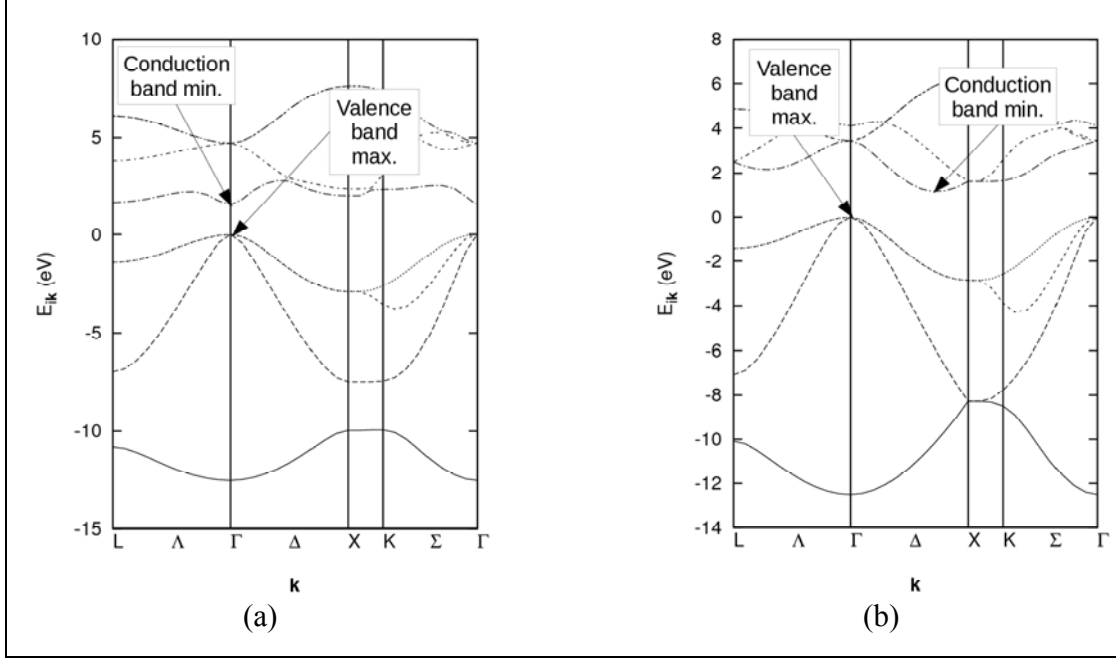 10
5
0
-5
-10
-15
E_ik (eV)
Conduction
band min.
Valence
band
max.
L Λ Γ Δ X K Σ Γ
k
(a)
8
6
4
2
0
-2
-4
-6
-8
-10
-12
-14
E_ik (eV)
Valence
band
max.
Conduction
band min.
L Λ Γ Δ X K Σ Γ
k
(b)